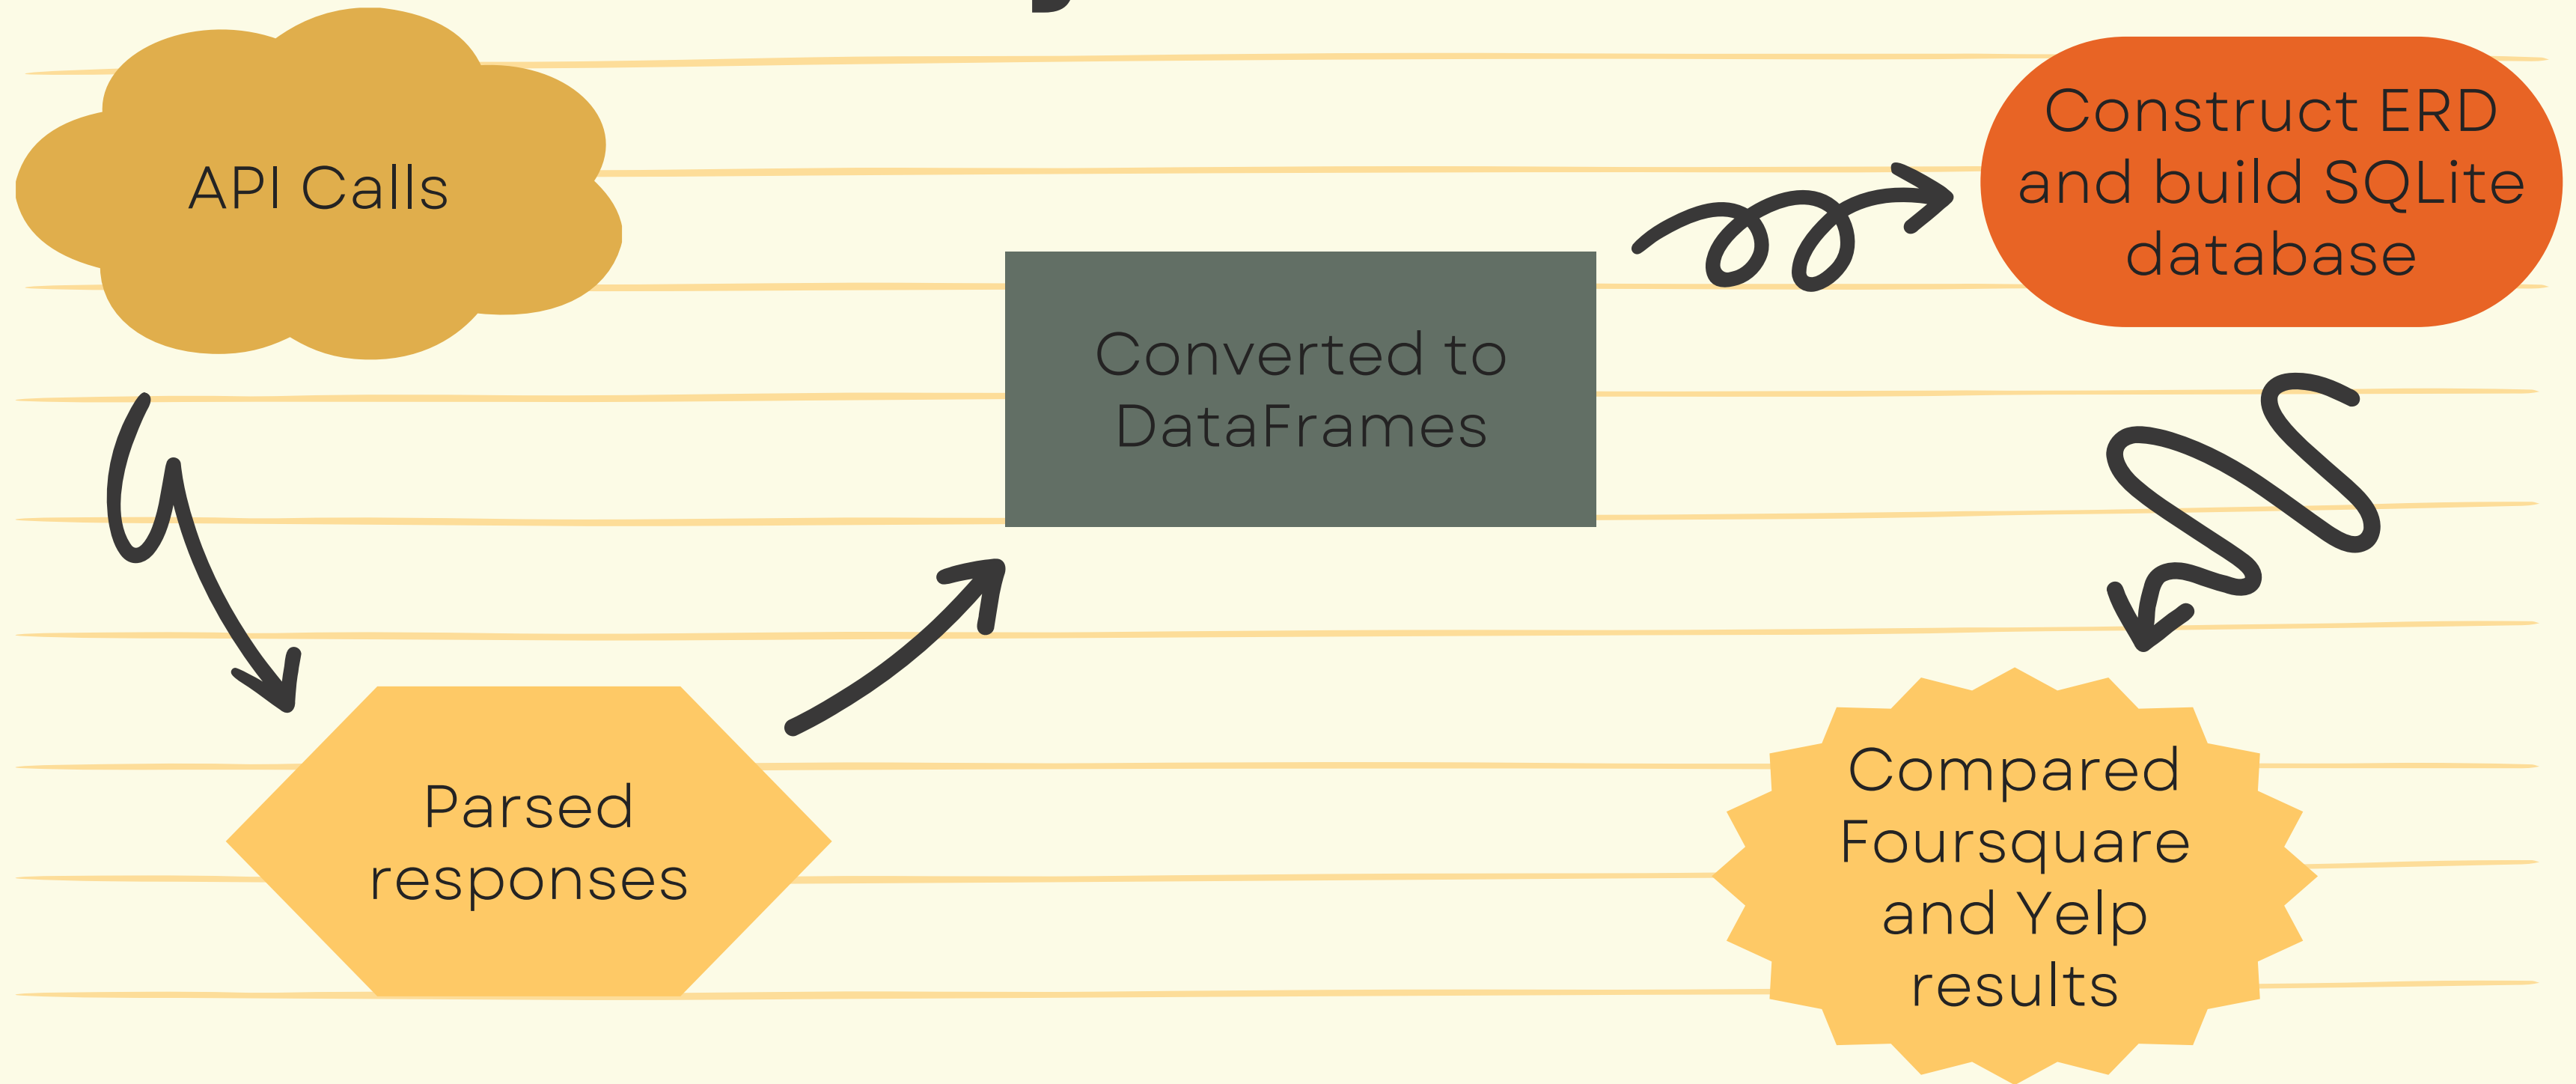 API Calls
Parsed
responses
Converted to
DataFrames
Construct ERD
and build SQLite
database
Compared
Foursquare
and Yelp
results